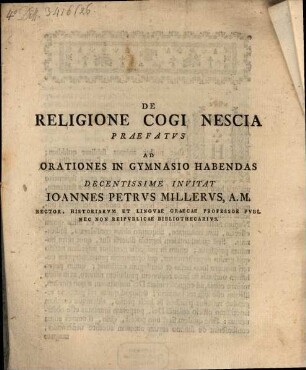 DE
RELIGIONE COGI NESCIA
PRAEFATVS
AD
ORATIONES IN GYMNASIO HABENDAS
DECENTISSIME INVITAT
IOANNES PETRVS MILLERVS, A.M.
RECTOR, HISTORIARVM ET LINGVAE GRAECAE PROFESSOR PVBL.
NEC NON REIPVBLICAE BIBLIOTHECARIVS.